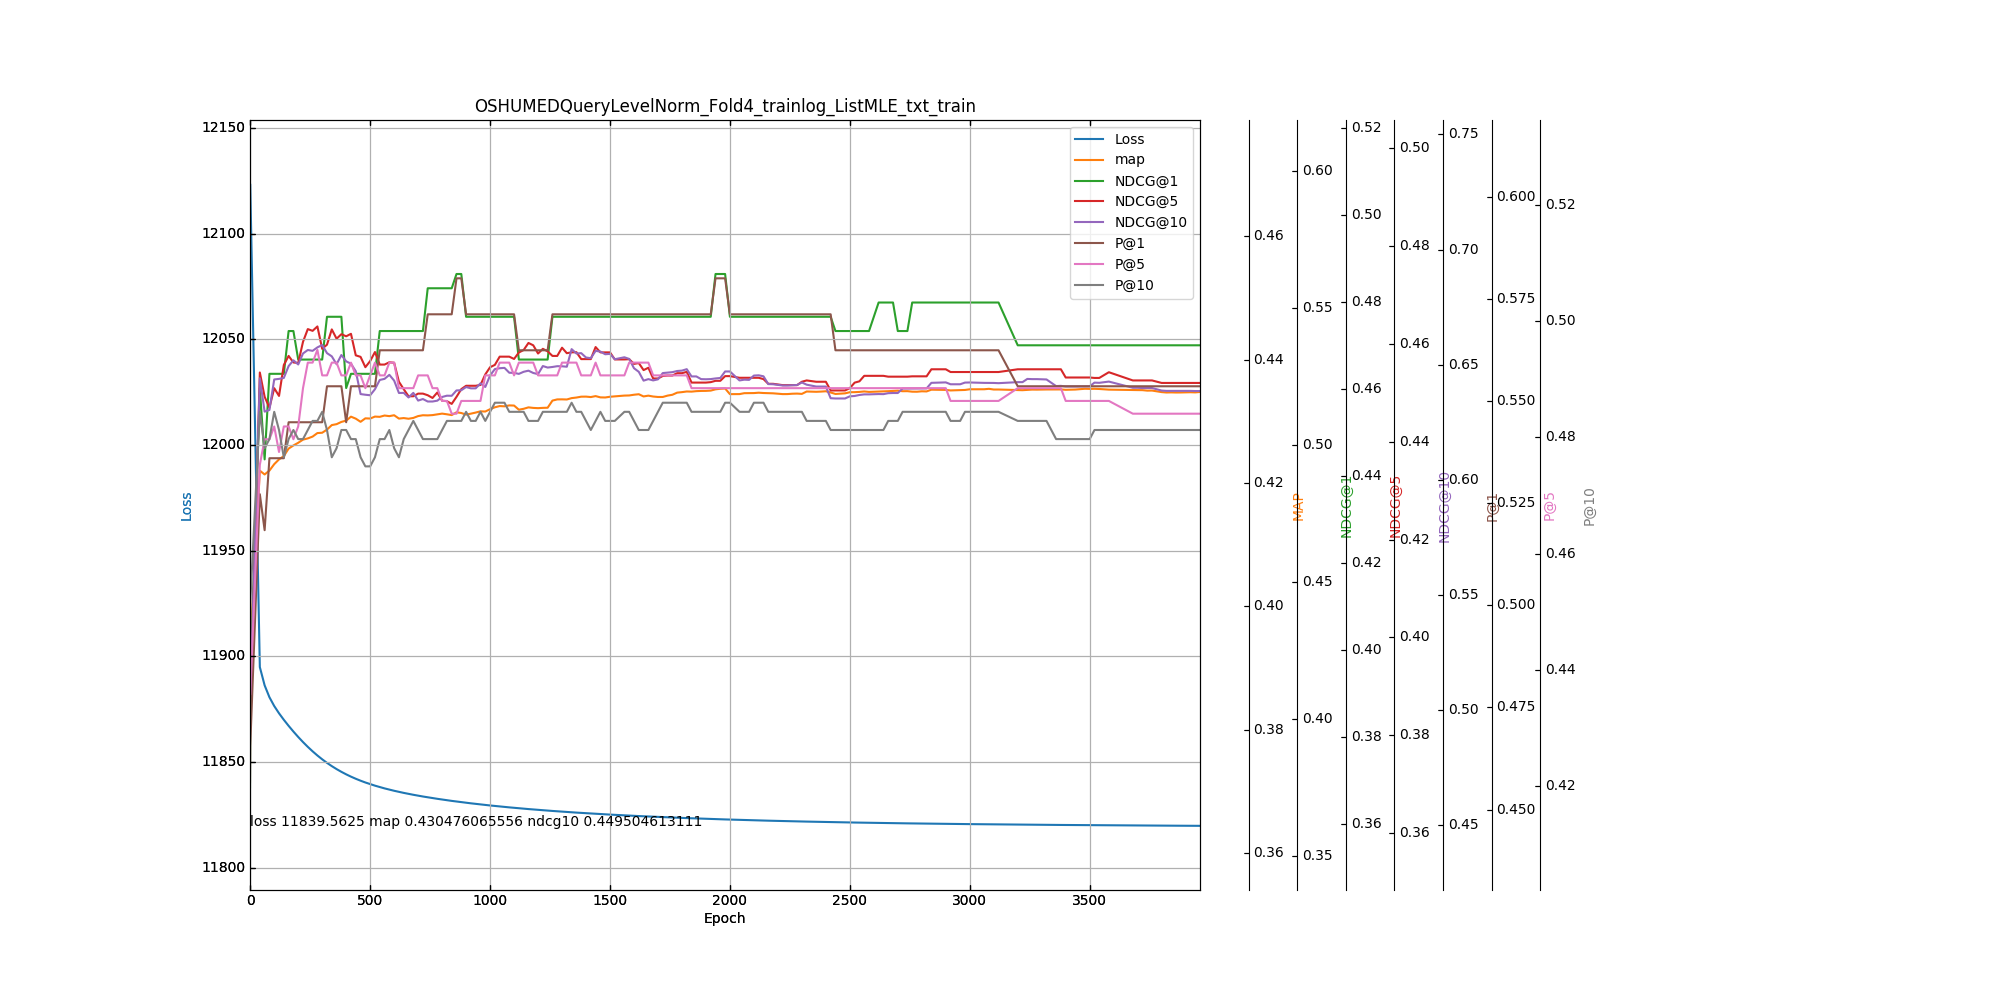 OSHUMEDQueryLevelNorm_Fold4_trainlog_ListMLE_txt_train
12150
12100
12050
12000
11950
11900
11850
11800
Loss
0 500 1000 1500 2000 2500 3000 3500
Epoch
loss 11839.5625 map 0.430476065556 ndcg10 0.449504613111
Loss
map
NDCG@1
NDCG@5
NDCG@10
P@1
P@5
P@10
0.46
0.44
0.42
0.40
0.38
0.36
MAP
0.60
0.55
0.50
0.45
0.40
0.35
NDCG@1
0.52
0.50
0.48
0.46
0.44
0.42
0.40
0.38
0.36
NDCG@5
0.50
0.48
0.46
0.44
0.42
0.40
0.38
0.36
NDCG@10
0.75
0.70
0.65
0.60
0.55
0.50
0.45
P@1
0.600
0.575
0.550
0.525
0.500
0.475
0.450
P@5
0.52
0.50
0.48
0.46
0.44
0.42
P@10